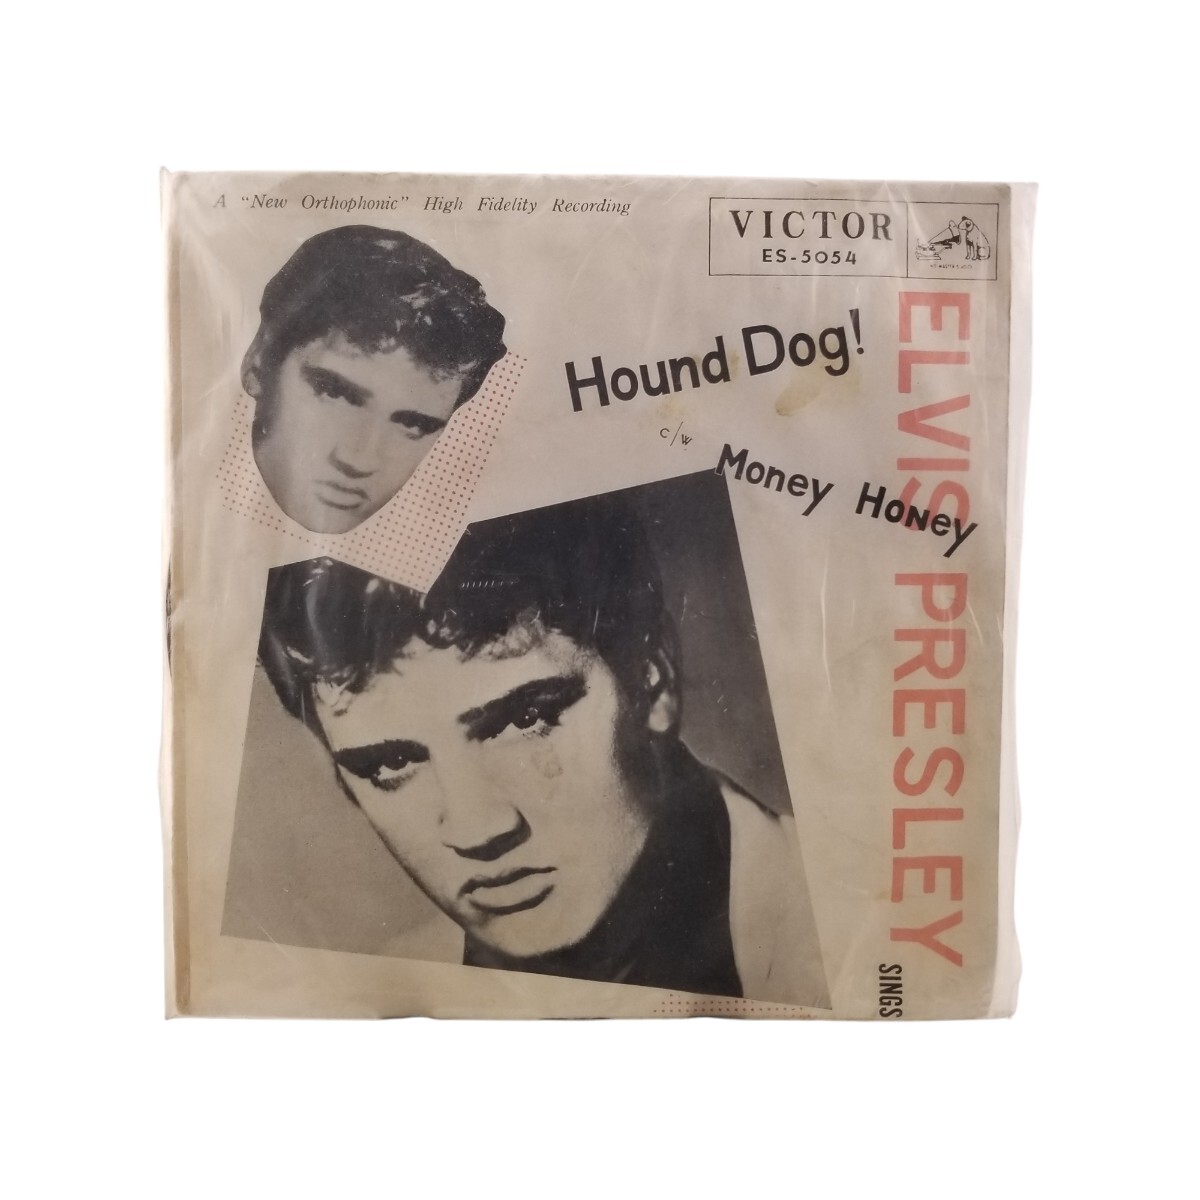 A "New Orthophonic" High Fidelity Recording
VICTOR
ES-5054
Hound Dog!
c/w
Money Honey
ELVIS PRESLEY
SINGS